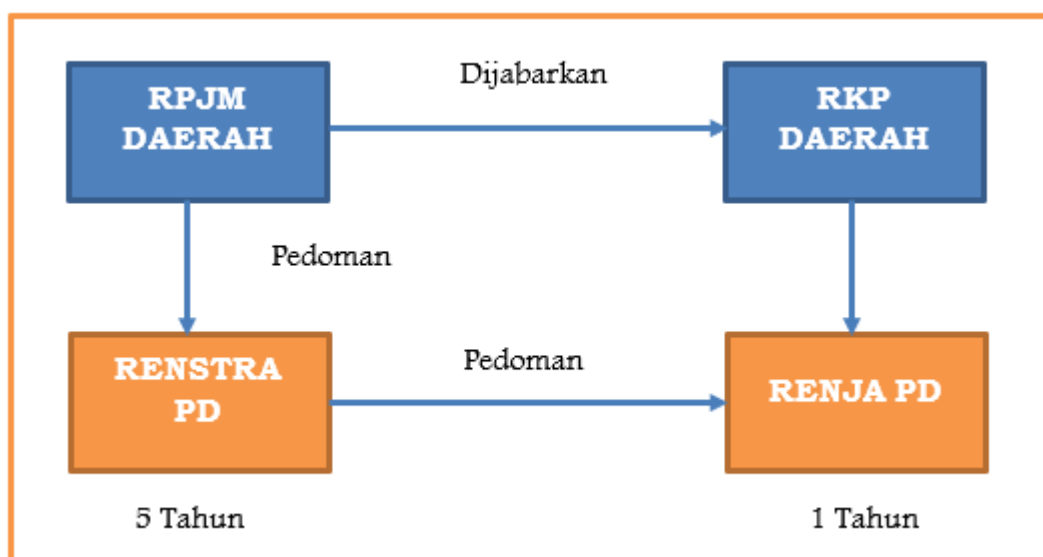 Dijabarkan
RPJM
DAERAH
RKP
DAERAH
Pedoman
RENSTRA
PD
Pedoman
RENJA PD
5 Tahun
1 Tahun